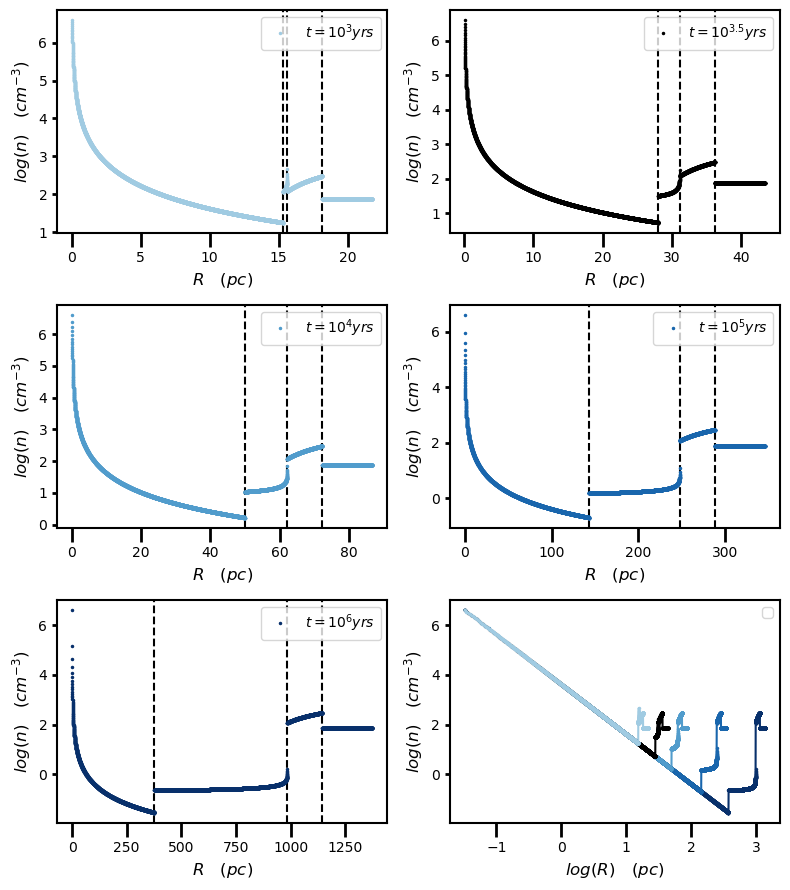 log(n) (cm⁻³)
6
5
4
3
2
1
t = 10³yrs
0 5 10 15 20
R (pc)
log(n) (cm⁻³)
6
5
4
3
2
1
t = 10³·⁵yrs
0 10 20 30 40
R (pc)
log(n) (cm⁻³)
6
5
4
3
2
1
0
t = 10⁴yrs
0 20 40 60 80
R (pc)
log(n) (cm⁻³)
6
4
2
0
t = 10⁵yrs
0 100 200 300
R (pc)
log(n) (cm⁻³)
6
4
2
0
t = 10⁶yrs
0 250 500 750 1000 1250
R (pc)
log(n) (cm⁻³)
6
4
2
0
−1 0 1 2 3
log(R) (pc)